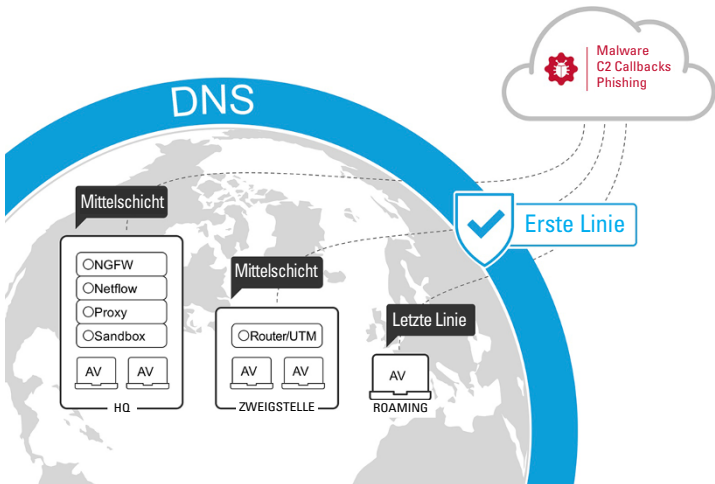 Malware
C2 Callbacks
Phishing
DNS
Erste Linie
Mittelschicht
NGFW
Netflow
Proxy
Sandbox
AV AV
HQ
Mittelschicht
Router/UTM
AV AV
ZWEIGSTELLE
Letzte Linie
AV
ROAMING